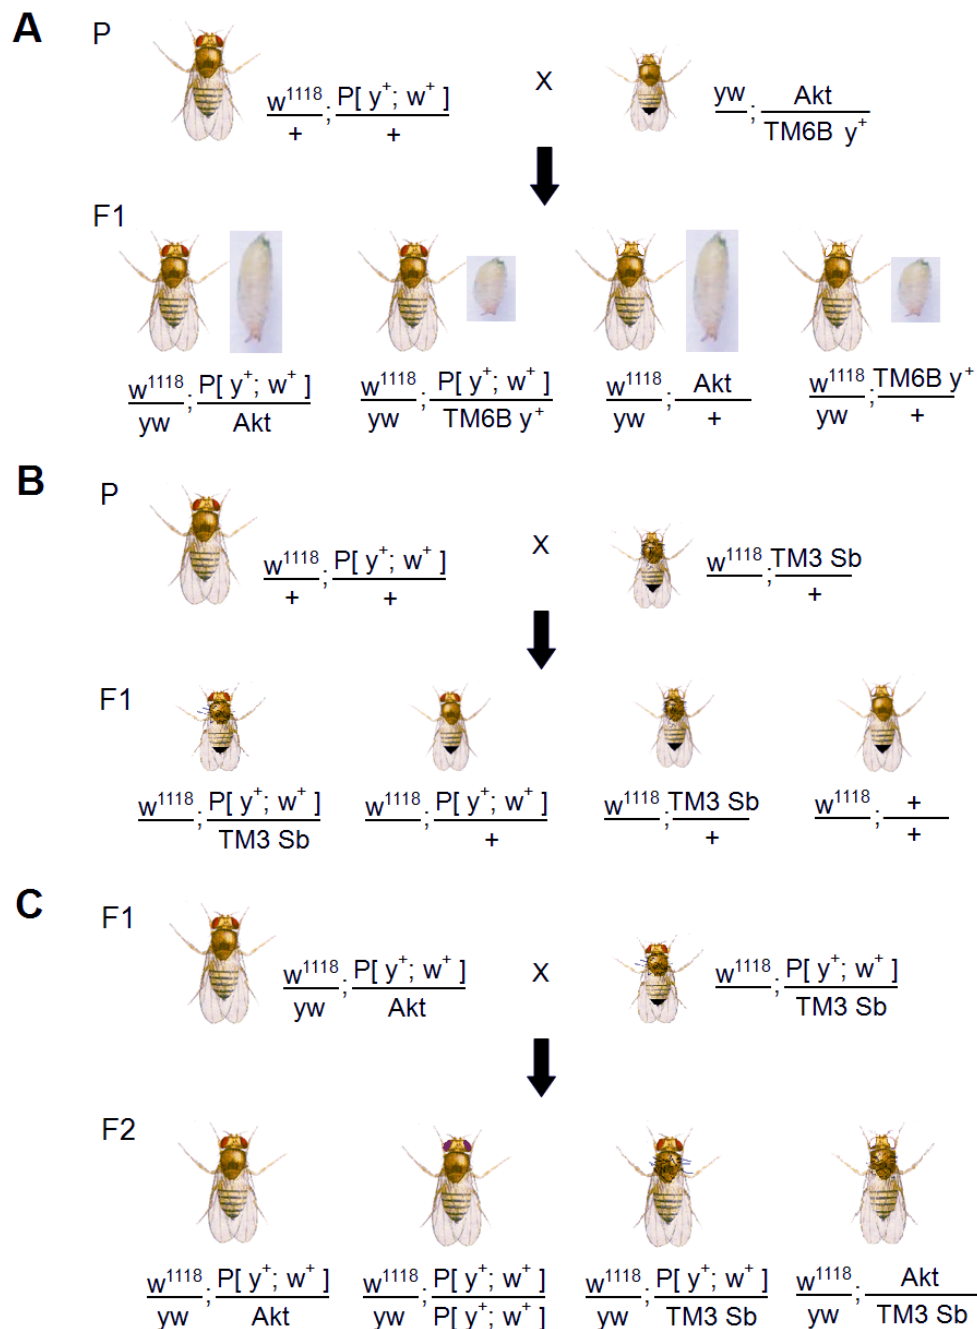 A
P
w1118 / + ; P[ y+; w+ ] / +
X
yw ; Akt / TM6B y+
F1
w1118 / yw ; P[ y+; w+ ] / Akt
w1118 / yw ; P[ y+; w+ ] / TM6B y+
w1118 / yw ; Akt / +
w1118 / yw ; TM6B y+ / +
B
P
w1118 / + ; P[ y+; w+ ] / +
X
w1118 ; TM3 Sb / +
F1
w1118 ; P[ y+; w+ ] / TM3 Sb
w1118 ; P[ y+; w+ ] / +
w1118 ; TM3 Sb / +
w1118 ; + / +
C
F1
w1118 / yw ; P[ y+; w+ ] / Akt
X
w1118 ; P[ y+; w+ ] / TM3 Sb
F2
w1118 / yw ; P[ y+; w+ ] / Akt
w1118 / yw ; P[ y+; w+ ] / P[ y+; w+ ]
w1118 / yw ; P[ y+; w+ ] / TM3 Sb
w1118 / yw ; Akt / TM3 Sb